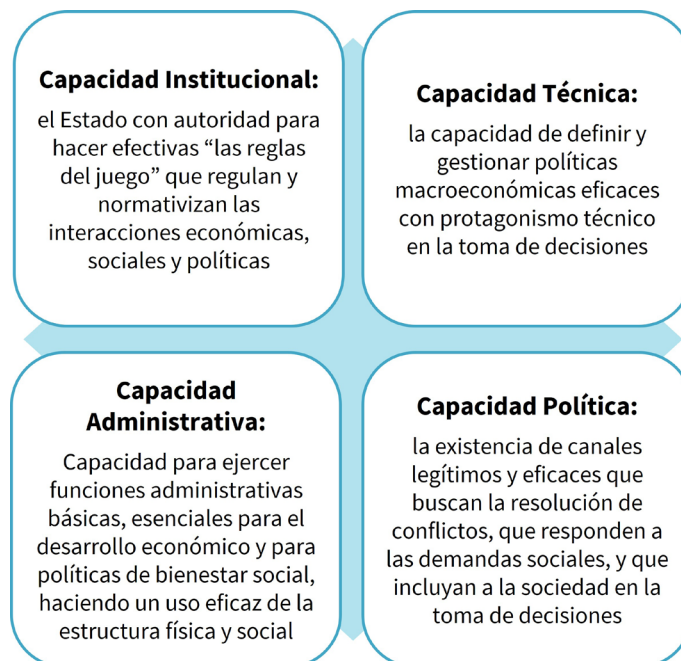 Capacidad Institucional:
el Estado con autoridad para
hacer efectivas “las reglas
del juego” que regulan y
normativizan las
interacciones económicas,
sociales y políticas
Capacidad Técnica:
la capacidad de definir y
gestionar políticas
macroeconómicas eficaces
con protagonismo técnico
en la toma de decisiones
Capacidad
Administrativa:
Capacidad para ejercer
funciones administrativas
básicas, esenciales para el
desarrollo económico y para
políticas de bienestar social,
haciendo un uso eficaz de la
estructura física y social
Capacidad Política:
la existencia de canales
legítimos y eficaces que
buscan la resolución de
conflictos, que responden a
las demandas sociales, y que
incluyan a la sociedad en la
toma de decisiones